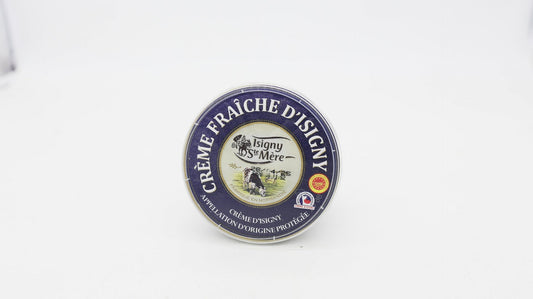 CRÈME FRAÎCHE D'ISIGNY
Isigny
Ste Mère
CRÈME D'ISIGNY
APPELLATION D'ORIGINE PROTÉGÉE